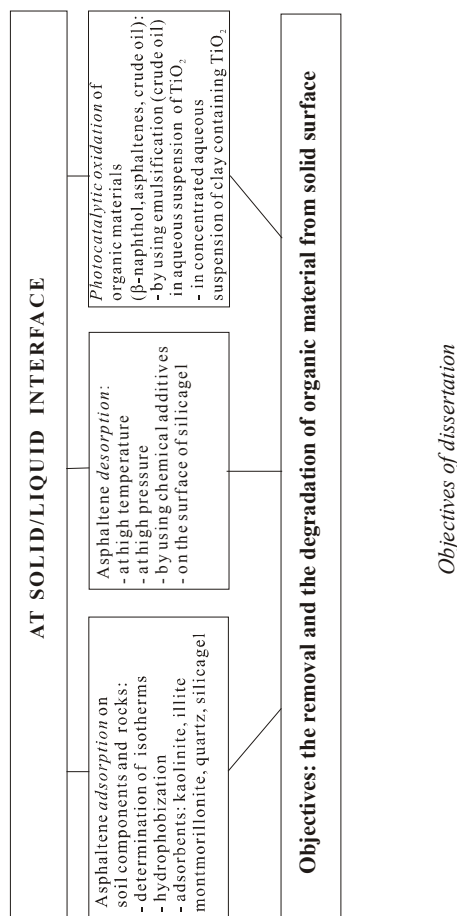 AT SOLID/LIQUID INTERFACE
Asphaltene adsorption on
soil components and rocks:
- determination of isotherms
- hydrophobization
- adsorbents: kaolinite, illite
montmorillonite, quartz, silicagel
Asphaltene desorption:
- at high temperature
- at high pressure
- by using chemical additives
- on the surface of silicagel
Photocatalytic oxidation of
organic materials
(β-naphthol,asphaltenes, crude oil):
- by using emulsification (crude oil)
in aqueous suspension of TiO₂
- in concentrated aqueous
suspension of clay containing TiO₂
Objectives: the removal and the degradation of organic material from solid surface
Objectives of dissertation